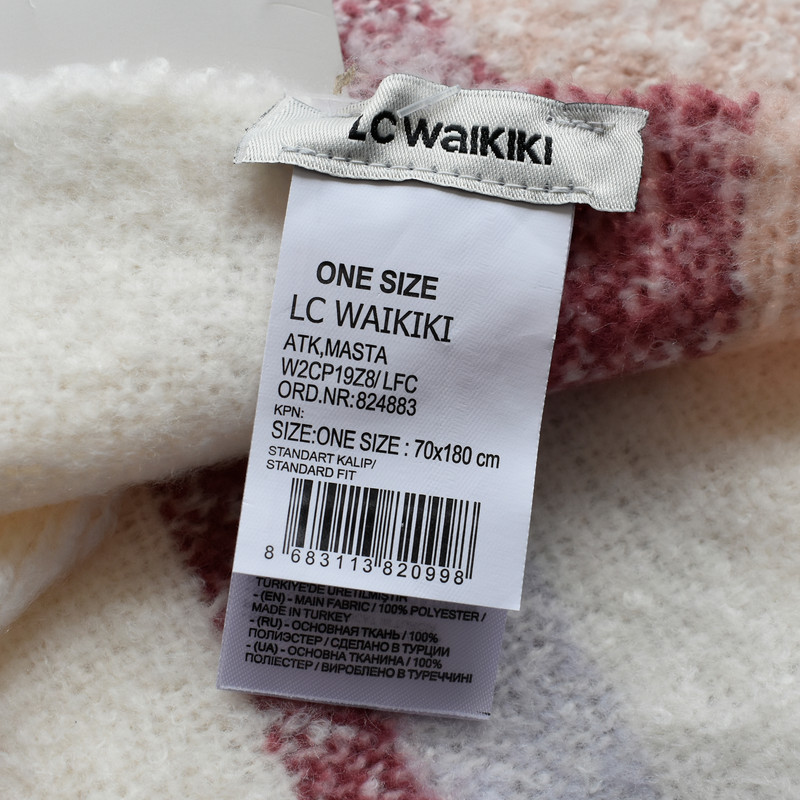 LC WAIKIKI
ONE SIZE
LC WAIKIKI
ATK,MASTA
W2CP19Z8/ LFC
ORD.NR:824883
KPN:
SIZE:ONE SIZE : 70x180 cm
STANDART KALIP/
STANDARD FIT
8 683113 820998
TÜRKİYE'DE ÜRETİLMİŞTİR
- (EN) - MAIN FABRIC / 100% POLYESTER /
MADE IN TURKEY
- (RU) - ОСНОВНАЯ ТКАНЬ / 100%
ПОЛИЭСТЕР / СДЕЛАНО В ТУРЦИИ
- (UA) - ОСНОВНА ТКАНИНА / 100%
ПОЛІЕСТЕР / ВИРОБЛЕНО В ТУРЕЧЧИНІ